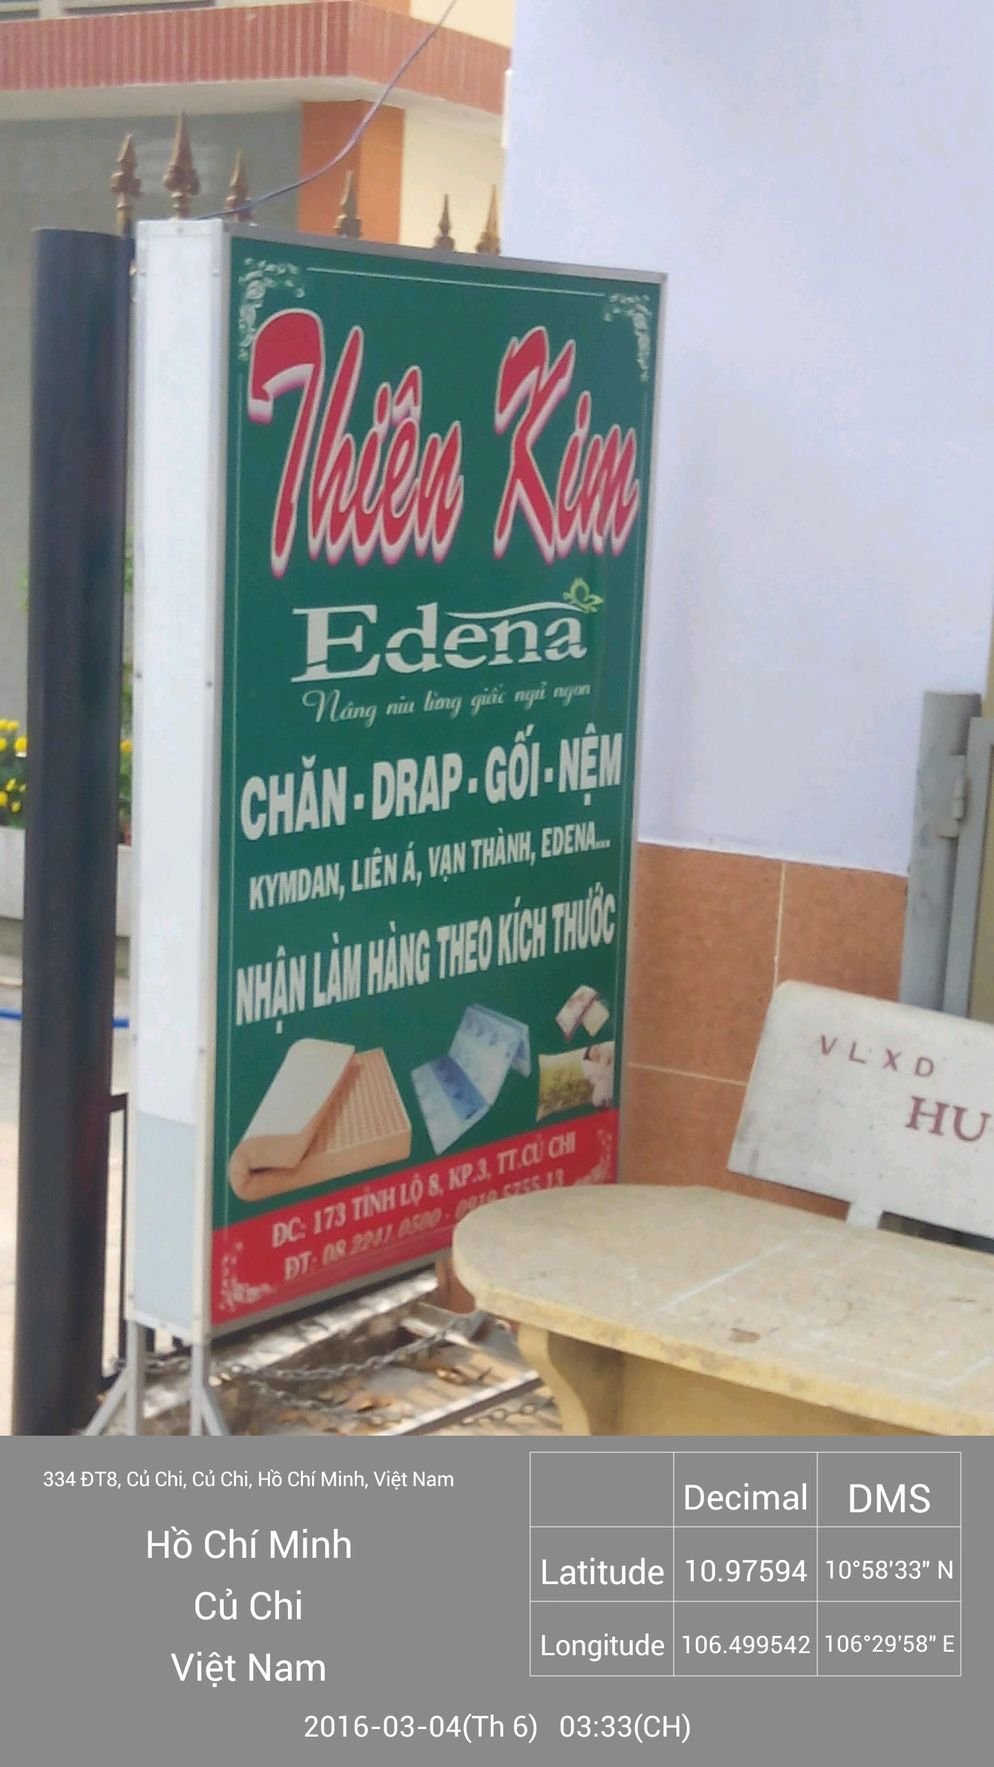 Thiên Kim
Edena
Nâng niu từng giấc ngủ ngon
CHĂN - DRAP - GỐI - NỆM
KYMDAN, LIÊN Á, VẠN THÀNH, EDENA...
NHẬN LÀM HÀNG THEO KÍCH THƯỚC
ĐC: 173 TỈNH LỘ 8, KP.3, TT.CỦ CHI
ĐT: 08.2241 0500 -
VLXD
HU
334 ĐT8, Củ Chi, Củ Chi, Hồ Chí Minh, Việt Nam
Hồ Chí Minh
Củ Chi
Việt Nam
Decimal DMS
Latitude 10.97594 10°58'33" N
Longitude 106.499542 106°29'58" E
2016-03-04(Th 6) 03:33(CH)